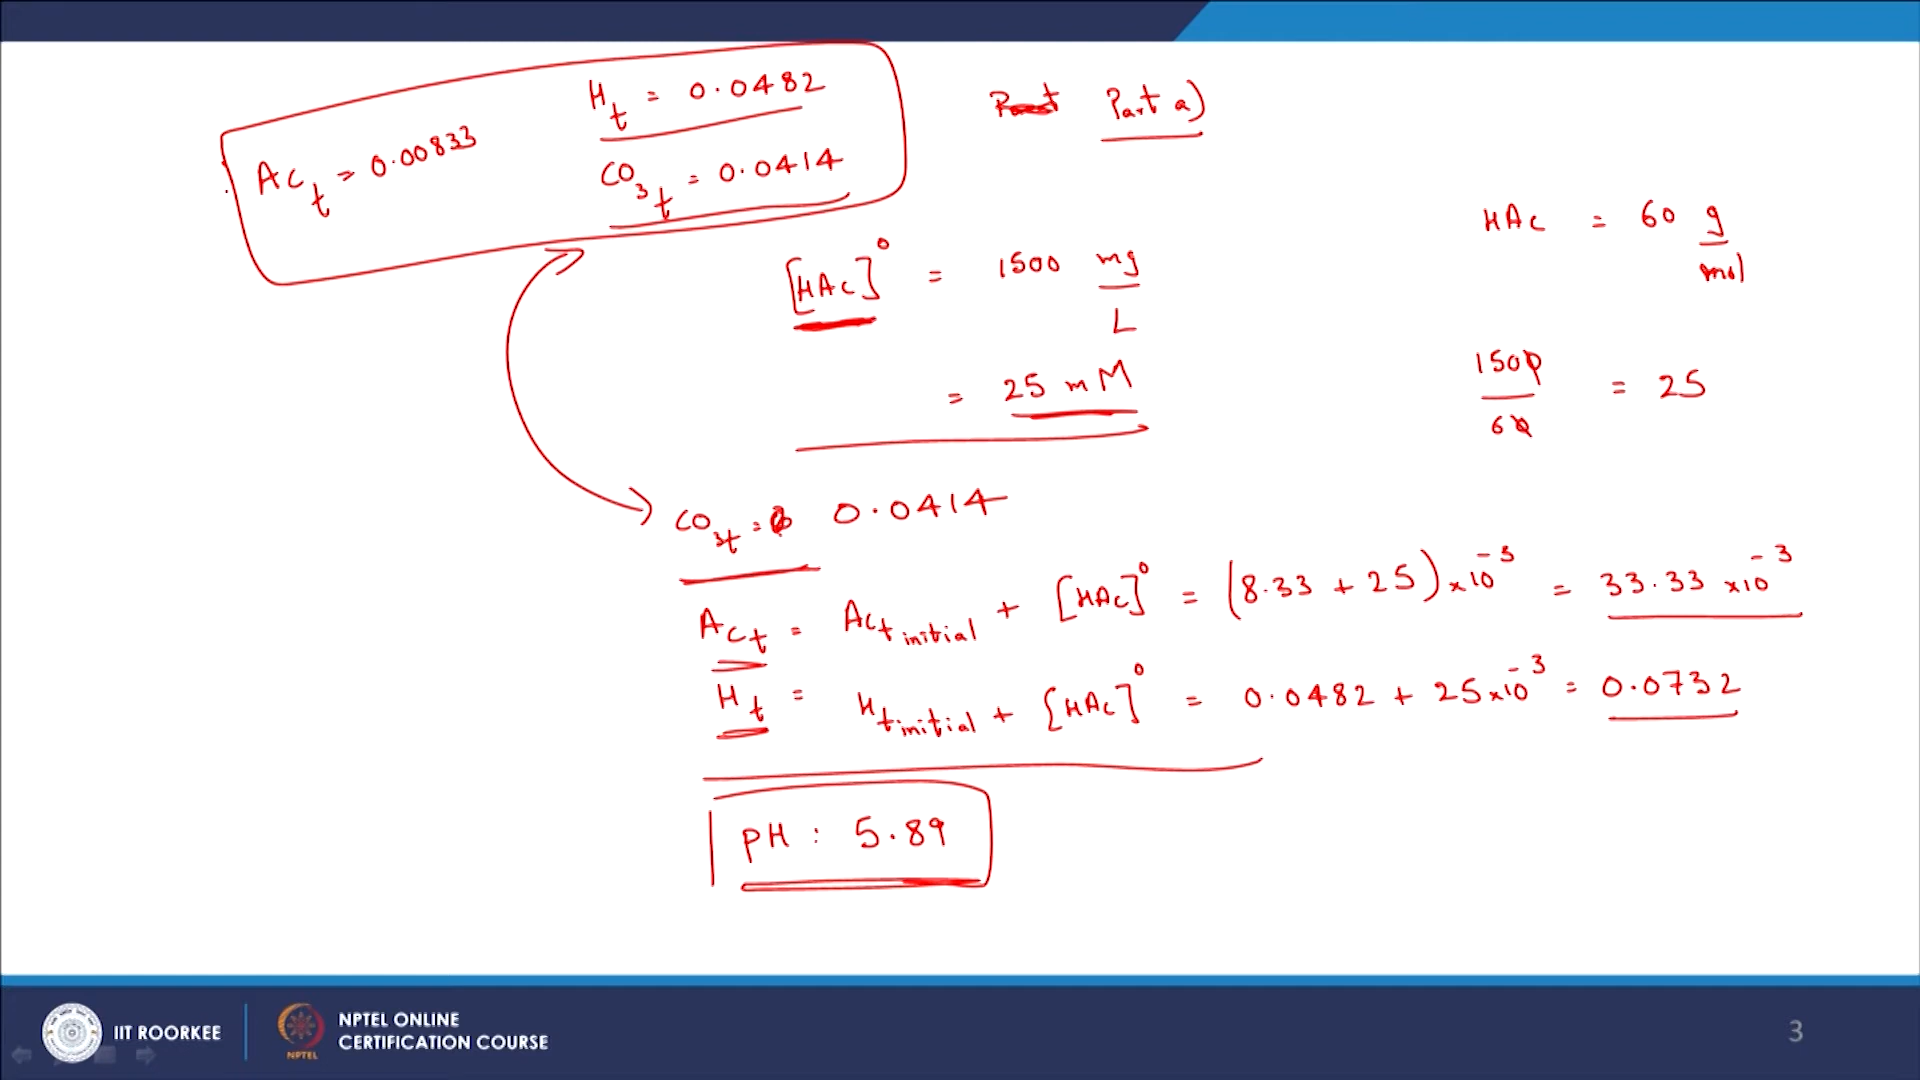 H_t = 0.0482
Part a)
Ac_t = 0.00833
CO_3t = 0.0414
HAc = 60 g/mol
[HAc]^0 = 1500 mg/L
= 25 mM
1500/60 = 25
CO_3t = 0.0414
Ac_t = Ac_t initial + [HAc]^0 = (8.33 + 25) x10^-3 = 33.33 x10^-3
H_t = H_t initial + [HAc]^0 = 0.0482 + 25x10^-3 = 0.0732
pH : 5.89
IIT ROORKEE
NPTEL
NPTEL ONLINE
CERTIFICATION COURSE
3